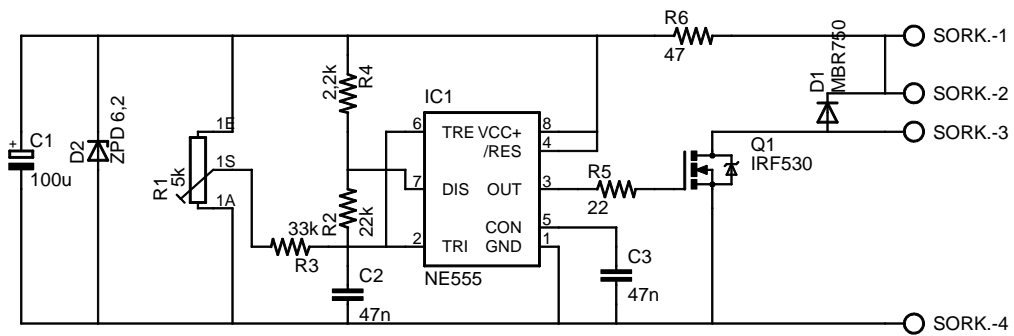 R6
47
SORK.-1
D1
MBR750
SORK.-2
SORK.-3
2,2k
R4
IC1
C1
+
100u
D2
ZPD 6,2
R1
5k
1E
1S
1A
6
7
2
TRE VCC+
/RES
DIS OUT
CON
TRI GND
NE555
8
4
3
5
1
R5
22
Q1
IRF530
33k
R3
R2
22k
C2
47n
C3
47n
SORK.-4